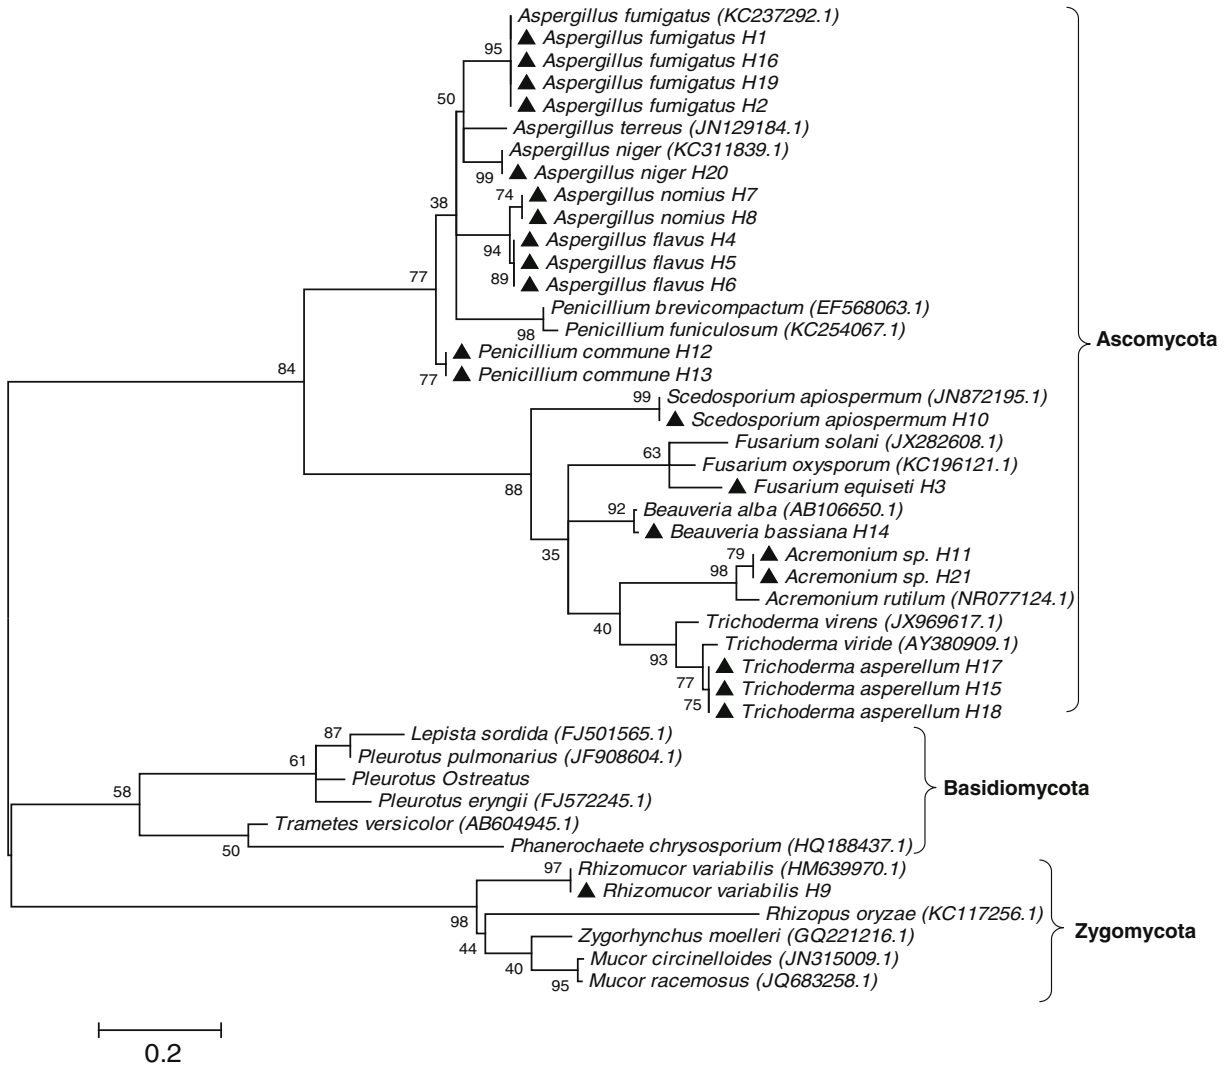 Aspergillus fumigatus (KC237292.1)
Aspergillus fumigatus H1
95
Aspergillus fumigatus H16
Aspergillus fumigatus H19
50
Aspergillus fumigatus H2
Aspergillus terreus (JN129184.1)
Aspergillus niger (KC311839.1)
99
Aspergillus niger H20
74
Aspergillus nomius H7
38
Aspergillus nomius H8
Aspergillus flavus H4
94
Aspergillus flavus H5
89
Aspergillus flavus H6
77
Penicillium brevicompactum (EF568063.1)
98
Penicillium funiculosum (KC254067.1)
Ascomycota
Penicillium commune H12
84
77
Penicillium commune H13
99
Scedosporium apiospermum (JN872195.1)
Scedosporium apiospermum H10
Fusarium solani (JX282608.1)
63
Fusarium oxysporum (KC196121.1)
88
Fusarium equiseti H3
92
Beauveria alba (AB106650.1)
Beauveria bassiana H14
35
79
Acremonium sp. H11
98
Acremonium sp. H21
Acremonium rutilum (NR077124.1)
40
Trichoderma virens (JX969617.1)
Trichoderma viride (AY380909.1)
93
Trichoderma asperellum H17
77
Trichoderma asperellum H15
75
Trichoderma asperellum H18
87
Lepista sordida (FJ501565.1)
61
Pleurotus pulmonarius (JF908604.1)
Pleurotus Ostreatus
58
Basidiomycota
Pleurotus eryngii (FJ572245.1)
Trametes versicolor (AB604945.1)
50
Phanerochaete chrysosporium (HQ188437.1)
97
Rhizomucor variabilis (HM639970.1)
Rhizomucor variabilis H9
98
Rhizopus oryzae (KC117256.1)
Zygomycota
44
Zygorhynchus moelleri (GQ221216.1)
40
Mucor circinelloides (JN315009.1)
95
Mucor racemosus (JQ683258.1)
0.2